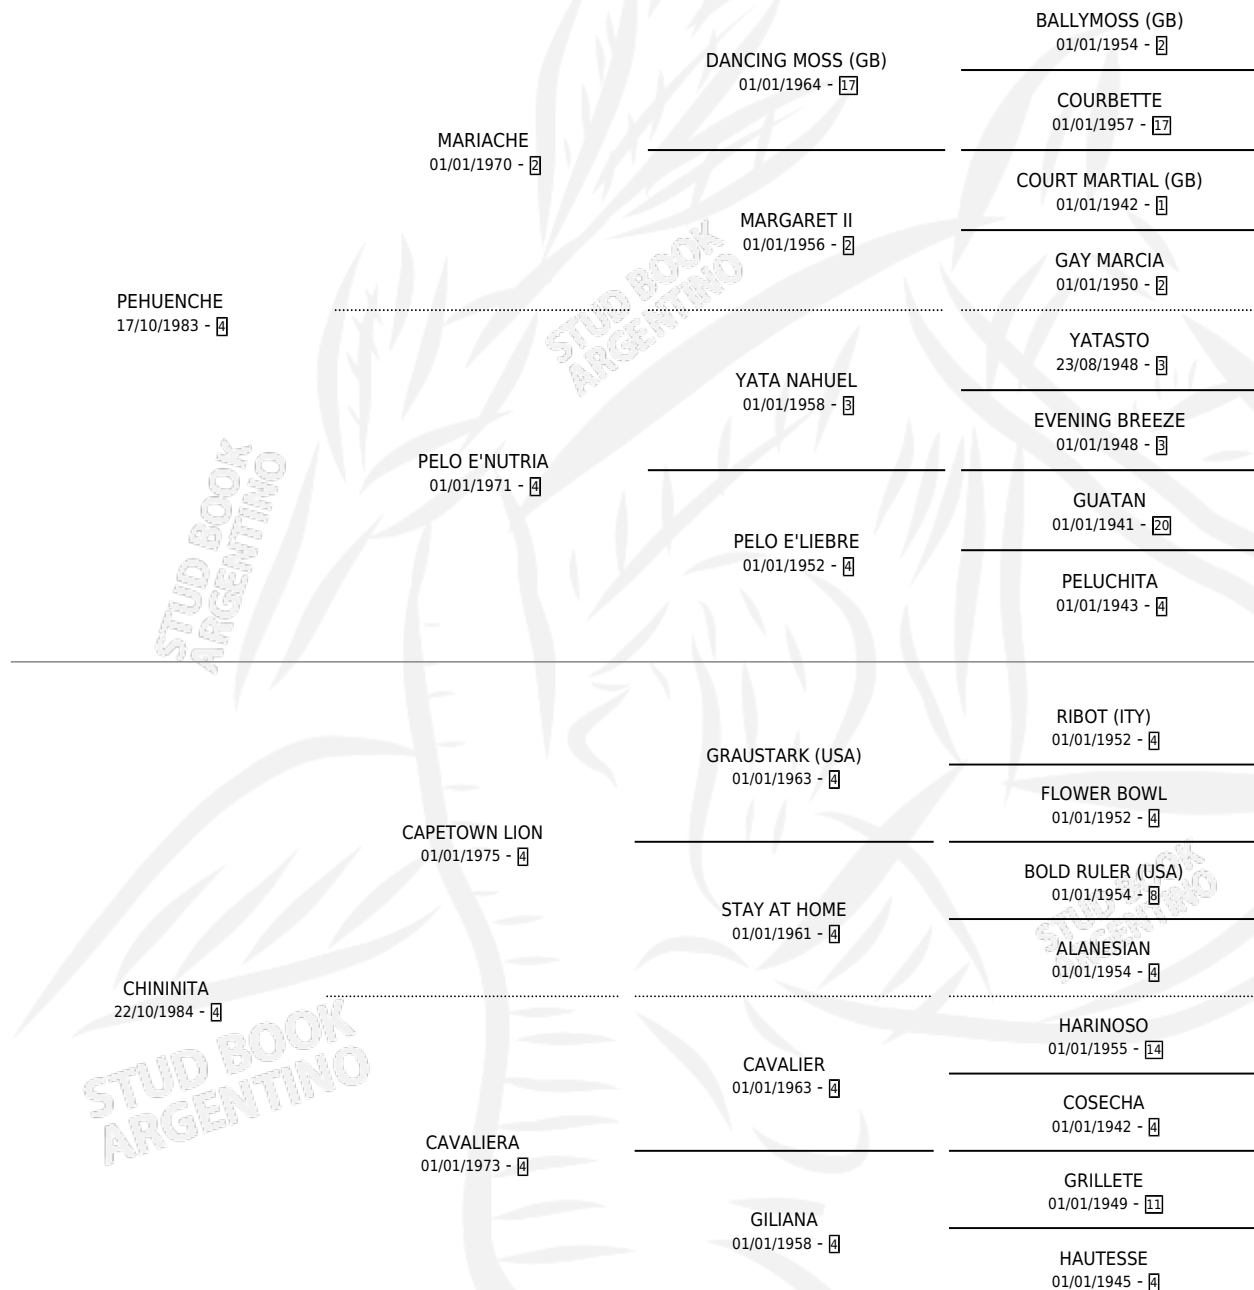 BALLYMOSS (GB)
01/01/1954 - 2
DANCING MOSS (GB)
01/01/1964 - 17
COURBETTE
01/01/1957 - 17
MARIACHE
01/01/1970 - 2
COURT MARTIAL (GB)
01/01/1942 - 1
MARGARET II
01/01/1956 - 2
GAY MARCIA
01/01/1950 - 2
PEHUENCHE
17/10/1983 - 4
STUD BOOK
ARGENTINO
YATASTO
23/08/1948 - 3
YATA NAHUEL
01/01/1958 - 3
EVENING BREEZE
01/01/1948 - 3
PELO E'NUTRIA
01/01/1971 - 4
GUATAN
01/01/1941 - 20
PELO E'LIEBRE
01/01/1952 - 4
PELUCHITA
01/01/1943 - 4
STUD BOOK
ARGENTINO
RIBOT (ITY)
01/01/1952 - 4
GRAUSTARK (USA)
01/01/1963 - 4
FLOWER BOWL
01/01/1952 - 4
CAPETOWN LION
01/01/1975 - 4
BOLD RULER (USA)
01/01/1954 - 8
STAY AT HOME
01/01/1961 - 4
STUD BOOK
ARGENTINO
ALANESIAN
01/01/1954 - 4
CHININITA
22/10/1984 - 4
HARINOSO
01/01/1955 - 14
STUD BOOK
ARGENTINO
CAVALIER
01/01/1963 - 4
COSECHA
01/01/1942 - 4
CAVALIERA
01/01/1973 - 4
GRILLETE
01/01/1949 - 11
GILIANA
01/01/1958 - 4
HAUTESSE
01/01/1945 - 4